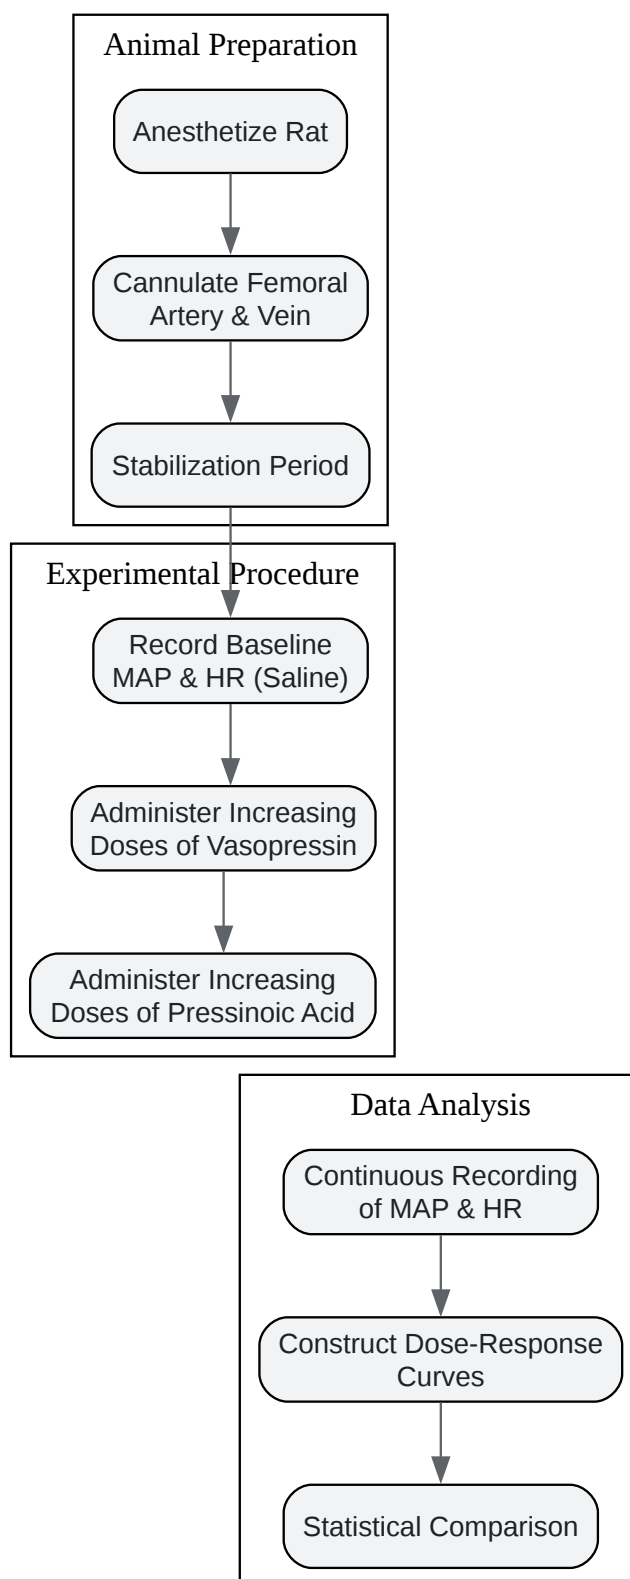 Animal Preparation
Anesthetize Rat
Cannulate Femoral
Artery & Vein
Stabilization Period
Experimental Procedure
Record Baseline
MAP & HR (Saline)
Administer Increasing
Doses of Vasopressin
Administer Increasing
Doses of Pressinoic Acid
Data Analysis
Continuous Recording
of MAP & HR
Construct Dose-Response
Curves
Statistical Comparison